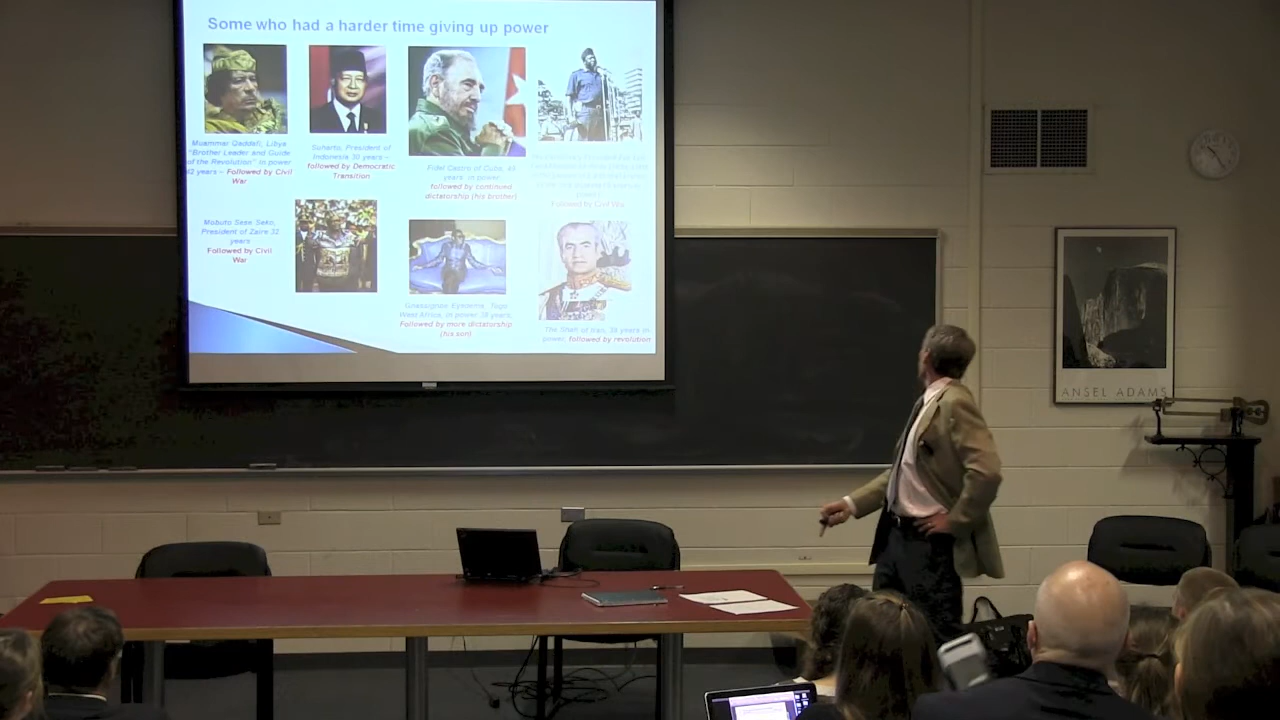 Some who had a harder time giving up power
Muammar Qaddafi, Libya
"Brother Leader and Guide
of the Revolution" in power
42 years – Followed by Civil
War
Suharto, President of
Indonesia 30 years –
followed by Democratic
Transition
Fidel Castro of Cuba, 49
years in power
followed by continued
dictatorship (his brother)
Followed by Civil War
Mobutu Sese Seko,
President of Zaire 32
years
Followed by Civil
War
Gnassingbe Eyadema, Togo
West Africa, in power 38 years;
Followed by more dictatorship
(his son)
The Shah of Iran, 38 years in
power, followed by revolution
ANSEL ADAMS